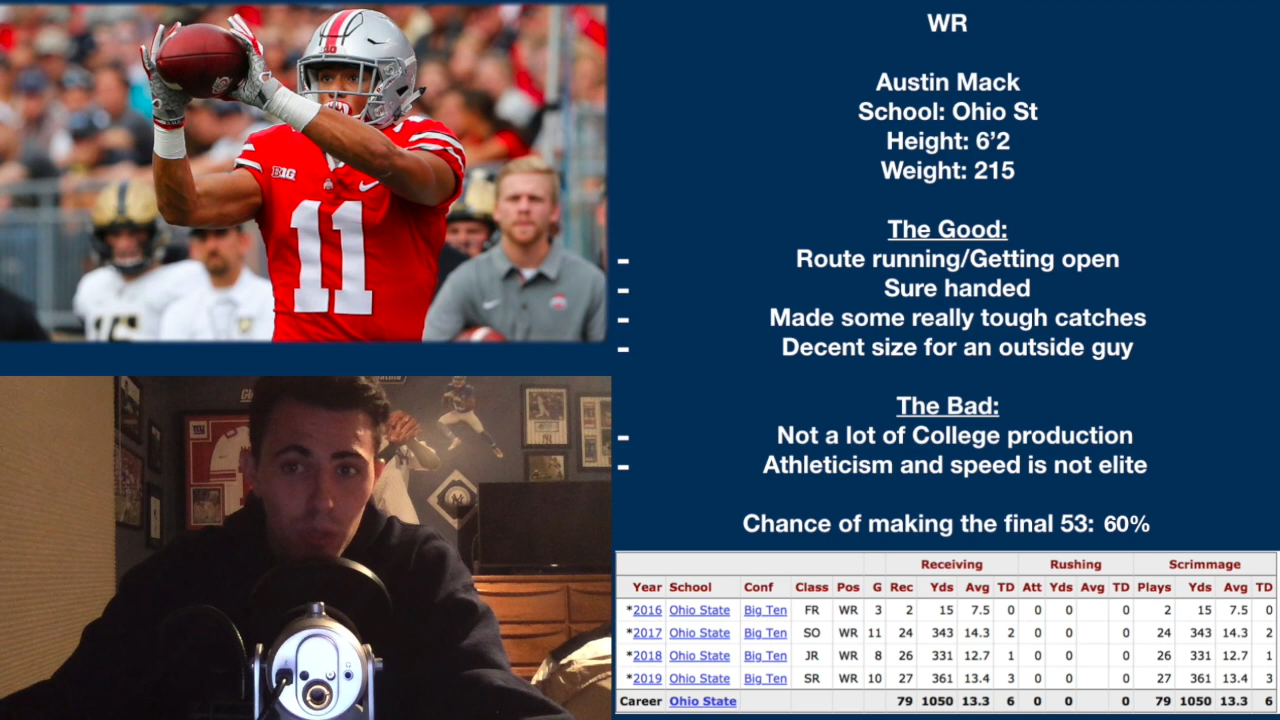 WR
Austin Mack
School: Ohio St
Height: 6’2
Weight: 215
The Good:
- Route running/Getting open
- Sure handed
- Made some really tough catches
- Decent size for an outside guy
The Bad:
- Not a lot of College production
- Athleticism and speed is not elite
Chance of making the final 53: 60%
B1G
11
Receiving Rushing Scrimmage
Year School Conf Class Pos G Rec Yds Avg TD Att Yds Avg TD Plays Yds Avg TD
*2016 Ohio State Big Ten FR WR 3 2 15 7.5 0 0 0 0 2 15 7.5 0
*2017 Ohio State Big Ten SO WR 11 24 343 14.3 2 0 0 0 24 343 14.3 2
*2018 Ohio State Big Ten JR WR 8 26 331 12.7 1 0 0 0 26 331 12.7 1
*2019 Ohio State Big Ten SR WR 10 27 361 13.4 3 0 0 0 27 361 13.4 3
Career Ohio State 79 1050 13.3 6 0 0 0 79 1050 13.3 6